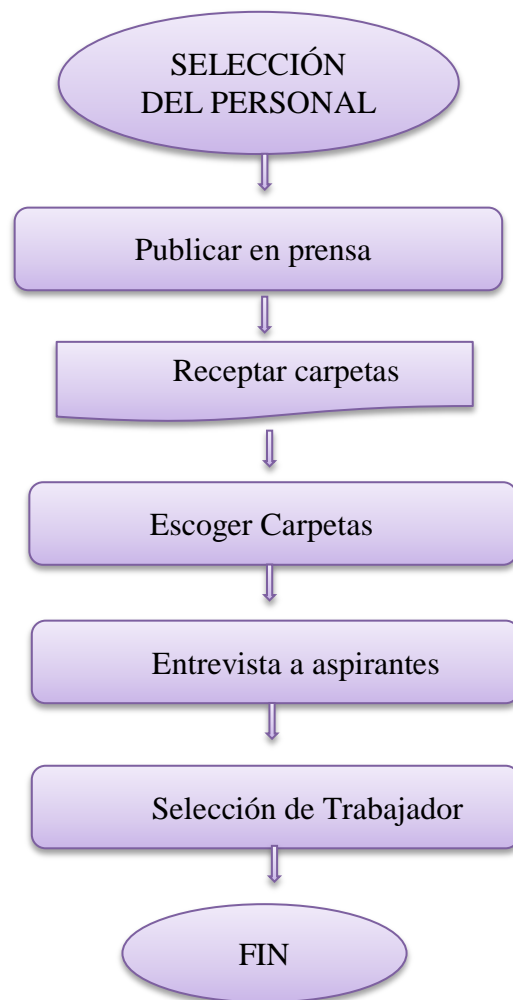 SELECCIÓN
DEL PERSONAL
Publicar en prensa
Receptar carpetas
Escoger Carpetas
Entrevista a aspirantes
Selección de Trabajador
FIN